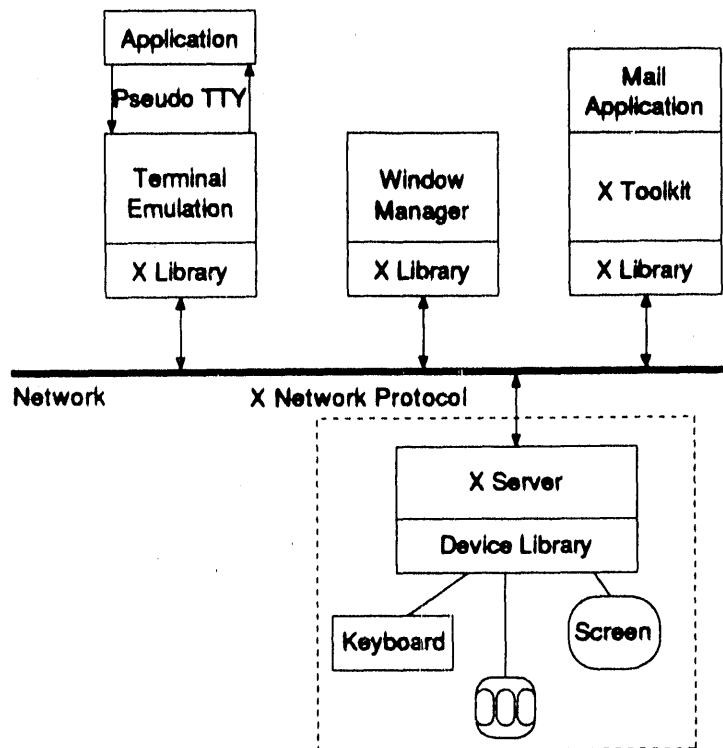 Application
Pseudo TTY
Terminal
Emulation
X Library
Window
Manager
X Library
Mail
Application
X Toolkit
X Library
Network
X Network Protocol
X Server
Device Library
Keyboard
Screen